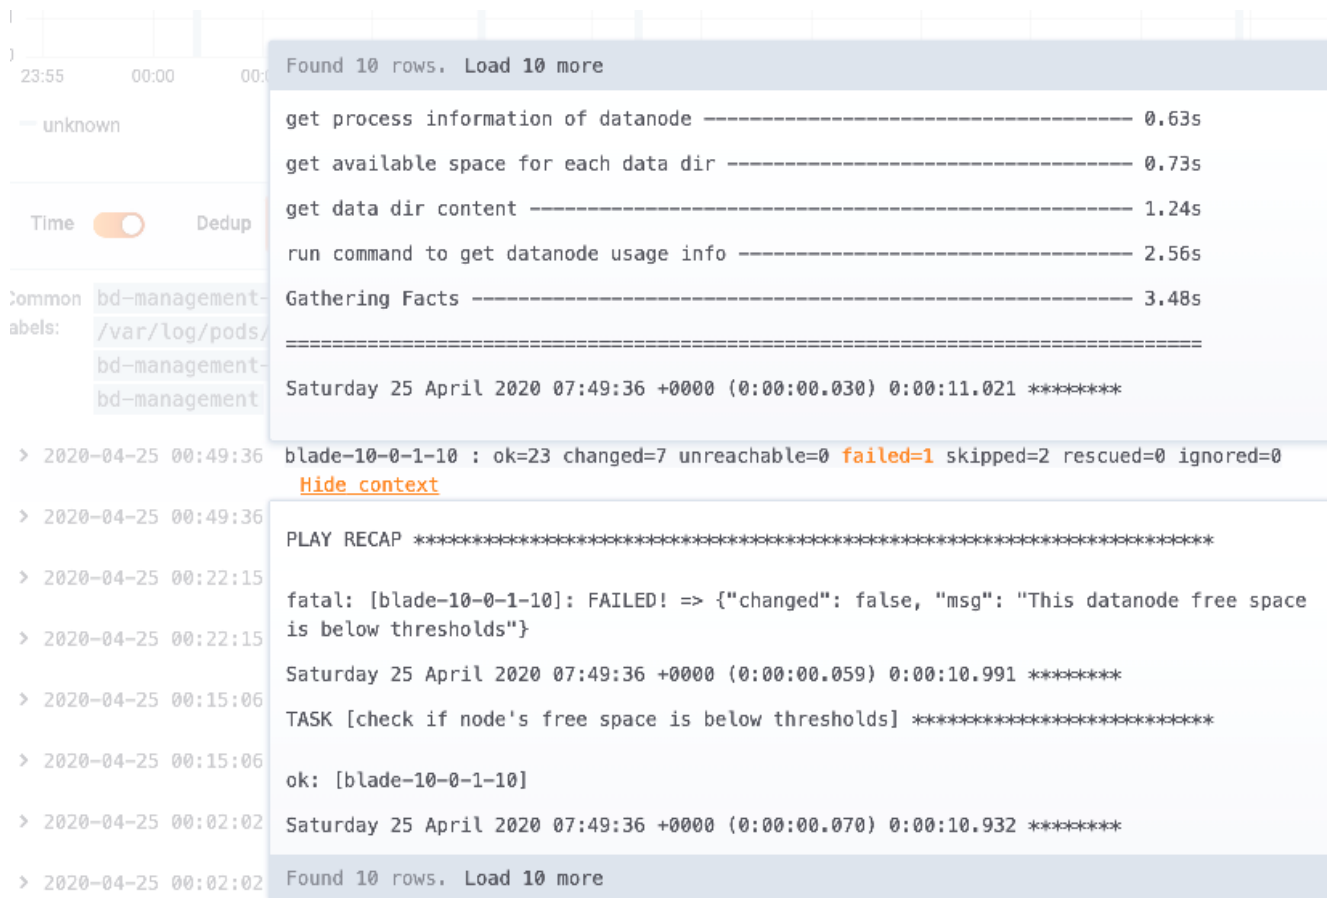 23:55 00:00 00:
Found 10 rows. Load 10 more
unknown
get process information of datanode ------------------------------------- 0.63s
get available space for each data dir ----------------------------------- 0.73s
Time Dedup
get data dir content ---------------------------------------------------- 1.24s
run command to get datanode usage info ---------------------------------- 2.56s
Common labels: bd-management-
/var/log/pods/
bd-management-
bd-management
Gathering Facts --------------------------------------------------------- 3.48s
===============================================================================
Saturday 25 April 2020 07:49:36 +0000 (0:00:00.030) 0:00:11.021 ********
> 2020-04-25 00:49:36 blade-10-0-1-10 : ok=23 changed=7 unreachable=0 failed=1 skipped=2 rescued=0 ignored=0
Hide context
> 2020-04-25 00:49:36
PLAY RECAP *********************************************************************
> 2020-04-25 00:22:15
fatal: [blade-10-0-1-10]: FAILED! => {"changed": false, "msg": "This datanode free space
is below thresholds"}
> 2020-04-25 00:22:15
Saturday 25 April 2020 07:49:36 +0000 (0:00:00.059) 0:00:10.991 ********
> 2020-04-25 00:15:06
TASK [check if node's free space is below thresholds] **************************
> 2020-04-25 00:15:06
ok: [blade-10-0-1-10]
> 2020-04-25 00:02:02
Saturday 25 April 2020 07:49:36 +0000 (0:00:00.070) 0:00:10.932 ********
> 2020-04-25 00:02:02
Found 10 rows. Load 10 more